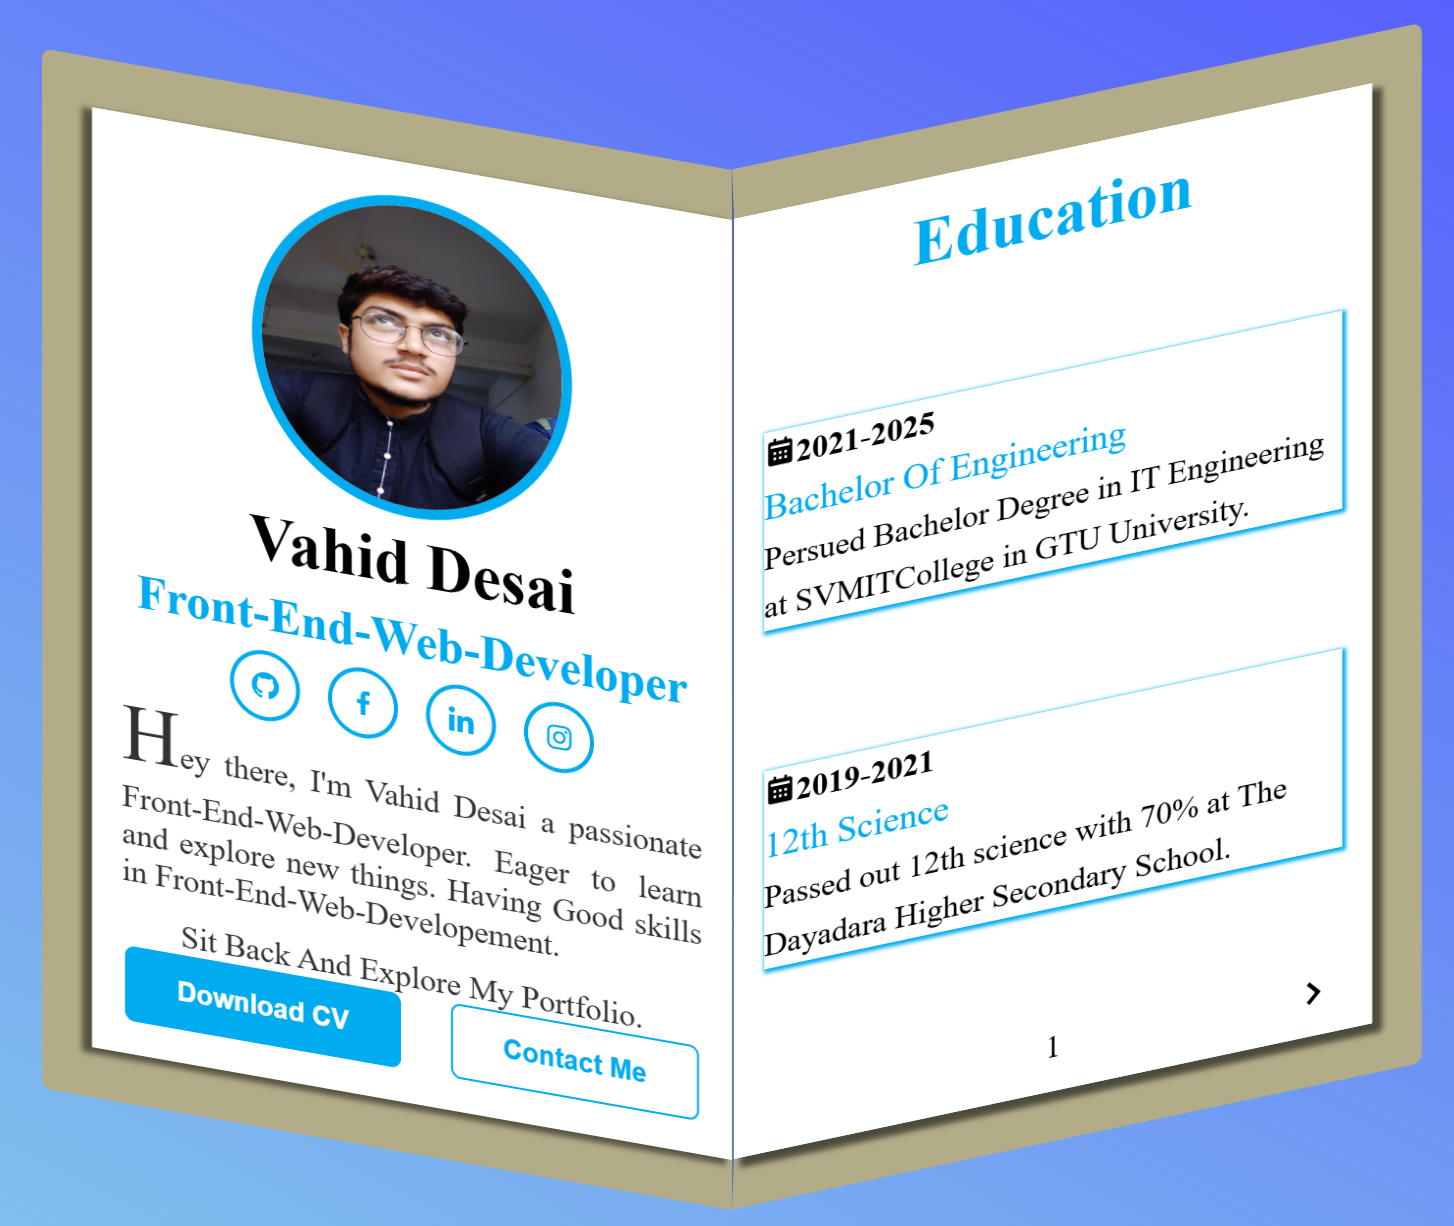 Vahid Desai
Front-End-Web-Developer
Hey there, I'm Vahid Desai a passionate
Front-End-Web-Developer. Eager to learn
and explore new things. Having Good skills
in Front-End-Web-Developement.
Sit Back And Explore My Portfolio.
Download CV
Contact Me
Education
2021-2025
Bachelor Of Engineering
Persued Bachelor Degree in IT Engineering
at SVMITCollege in GTU University.
2019-2021
12th Science
Passed out 12th science with 70% at The
Dayadara Higher Secondary School.
1